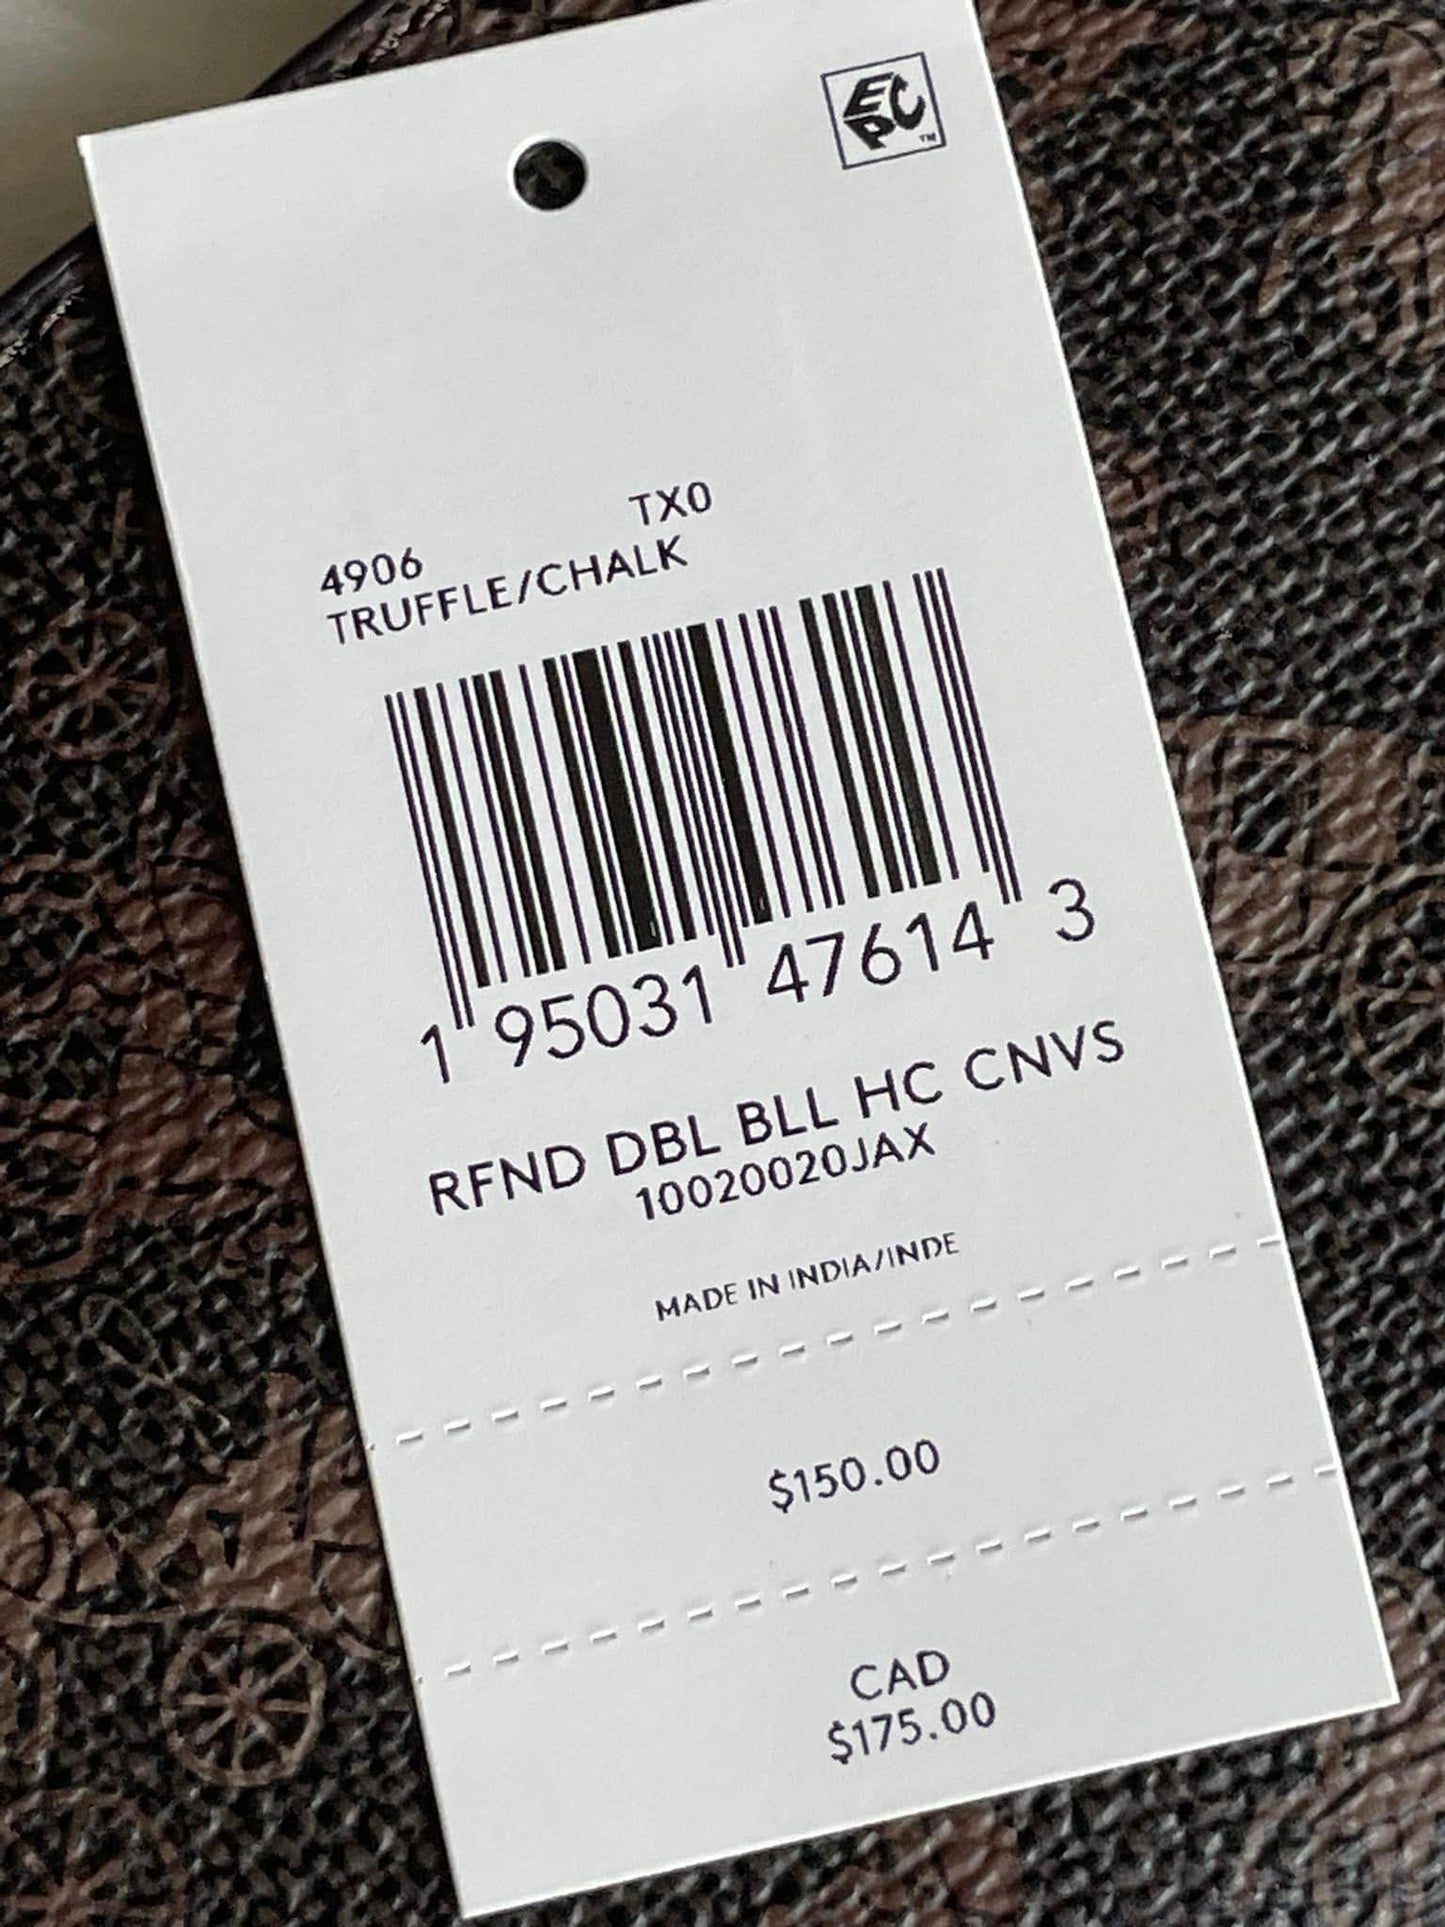 EPC
TM
TX0
4906
TRUFFLE/CHALK
1 95031 47614 3
RFND DBL BLL HC CNVS
10020020JAX
MADE IN INDIA/INDE
$150.00
CAD
$175.00